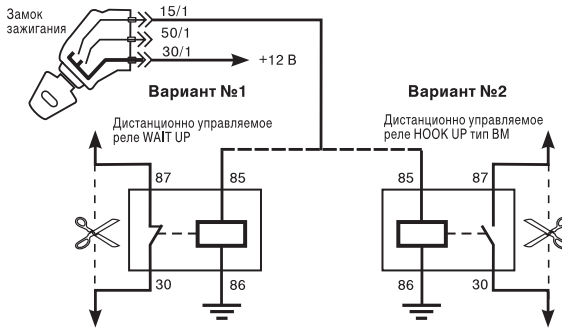 Замок
зажигания
15/1
50/1
30/1
+12 В
Вариант №1
Дистанционно управляемое
реле WAIT UP
Вариант №2
Дистанционно управляемое
реле HOOK UP тип ВМ
87
85
85
87
30
86
86
30